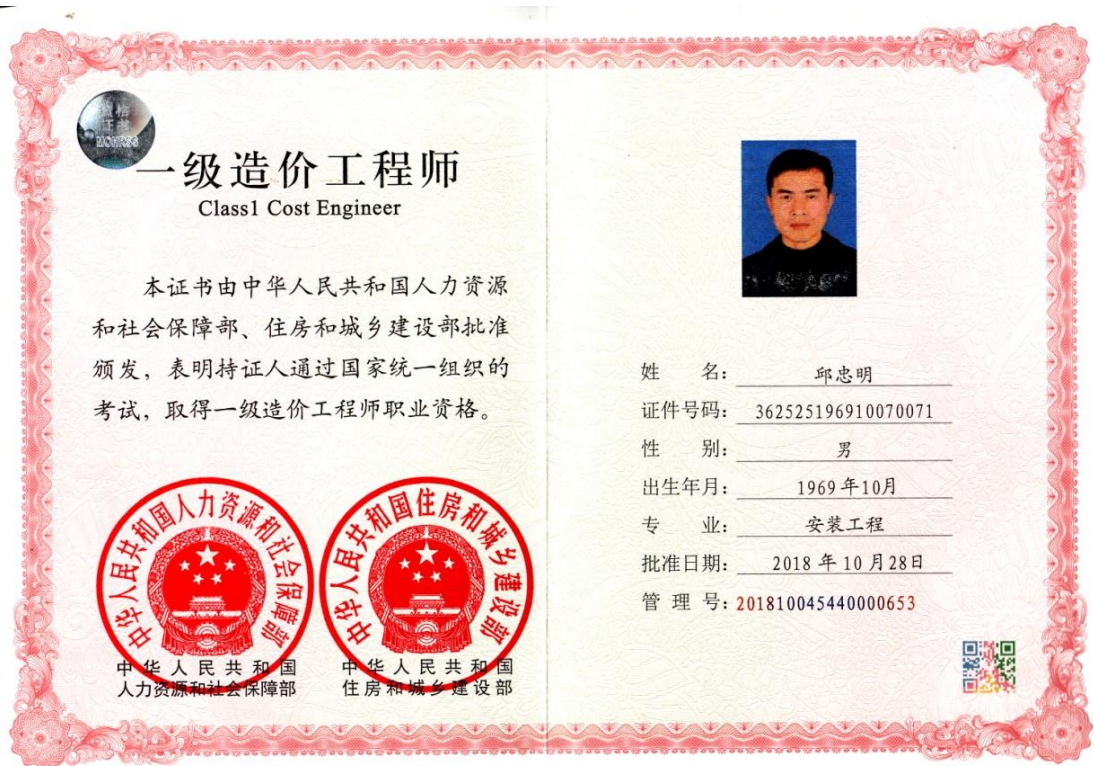 一级造价工程师
Class1 Cost Engineer
本证书由中华人民共和国人力资源
和社会保障部、住房和城乡建设部批准
颁发，表明持证人通过国家统一组织的
考试，取得一级造价工程师职业资格。
中华人民共和国人力资源和社会保障部
中华人民共和国住房和城乡建设部
中华人民共和国
人力资源和社会保障部
中华人民共和国
住房和城乡建设部
姓 名：邱忠明
证件号码：362525196910070071
性 别：男
出生年月：1969年10月
专 业：安装工程
批准日期：2018年10月28日
管 理 号：201810045440000653
MOHRSS